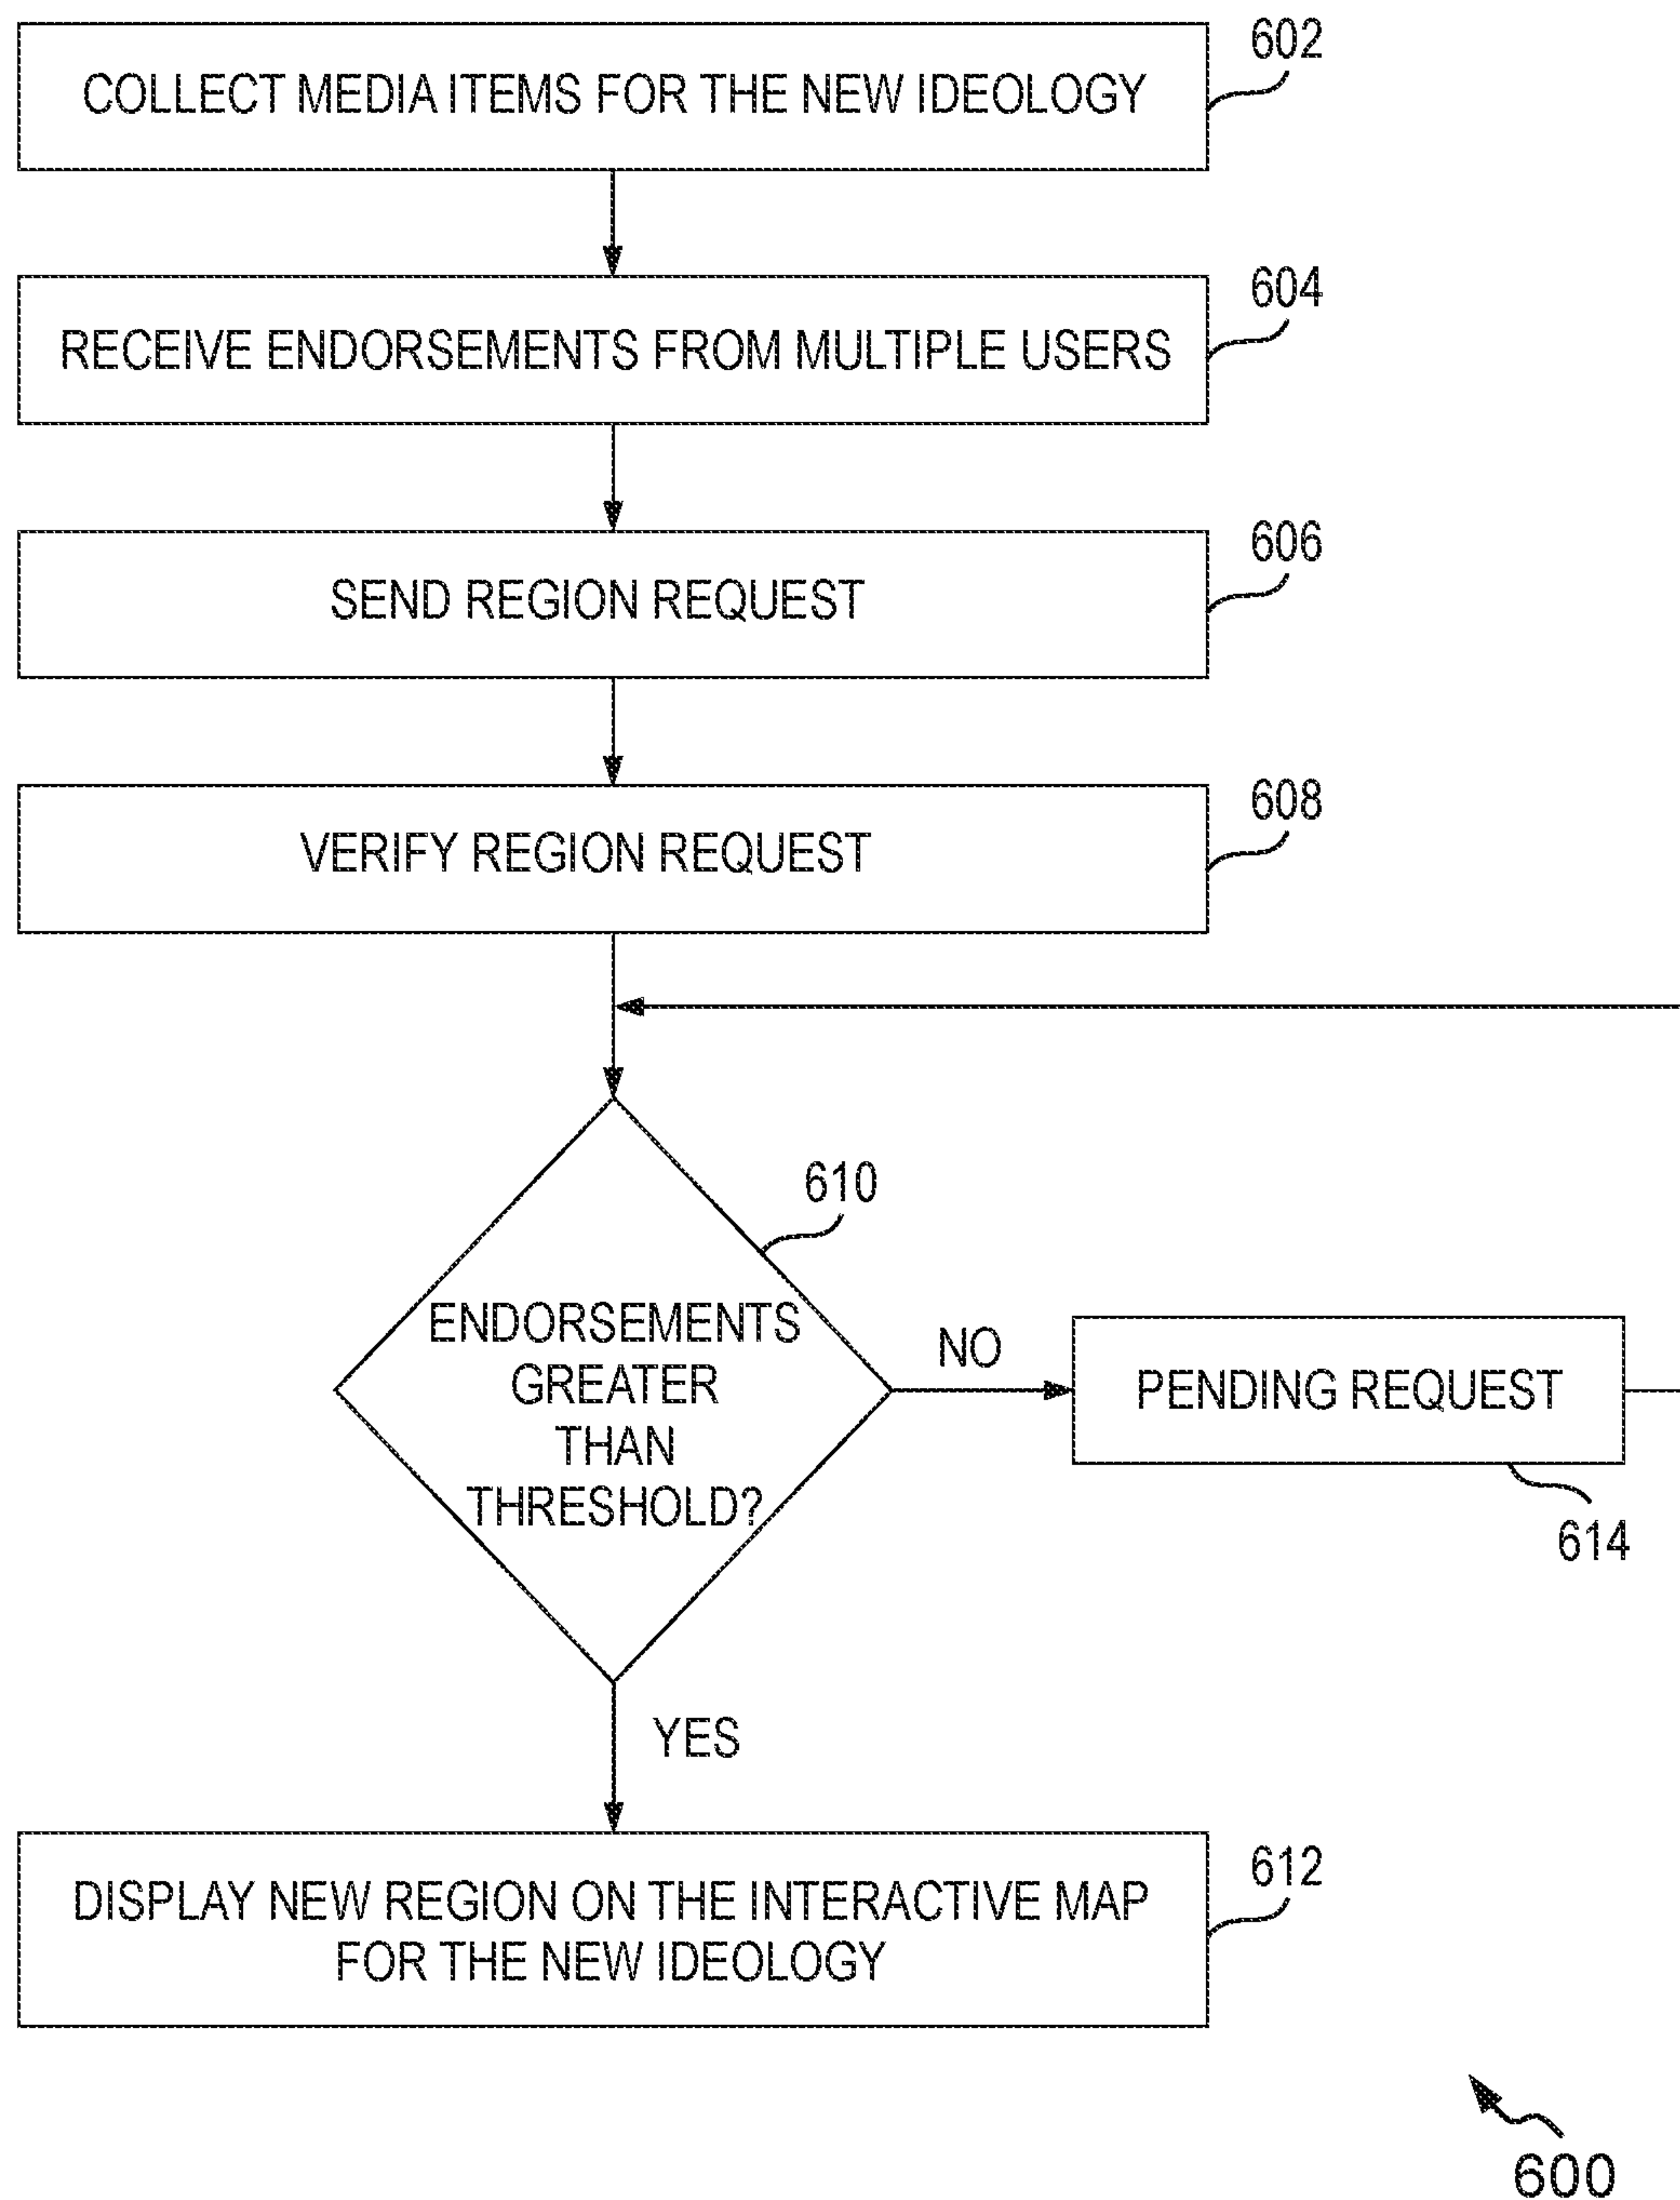 602
COLLECT MEDIA ITEMS FOR THE NEW IDEOLOGY
604
RECEIVE ENDORSEMENTS FROM MULTIPLE USERS
606
SEND REGION REQUEST
608
VERIFY REGION REQUEST
610
ENDORSEMENTS
GREATER
THAN
THRESHOLD?
NO
PENDING REQUEST
614
YES
612
DISPLAY NEW REGION ON THE INTERACTIVE MAP
FOR THE NEW IDEOLOGY
600